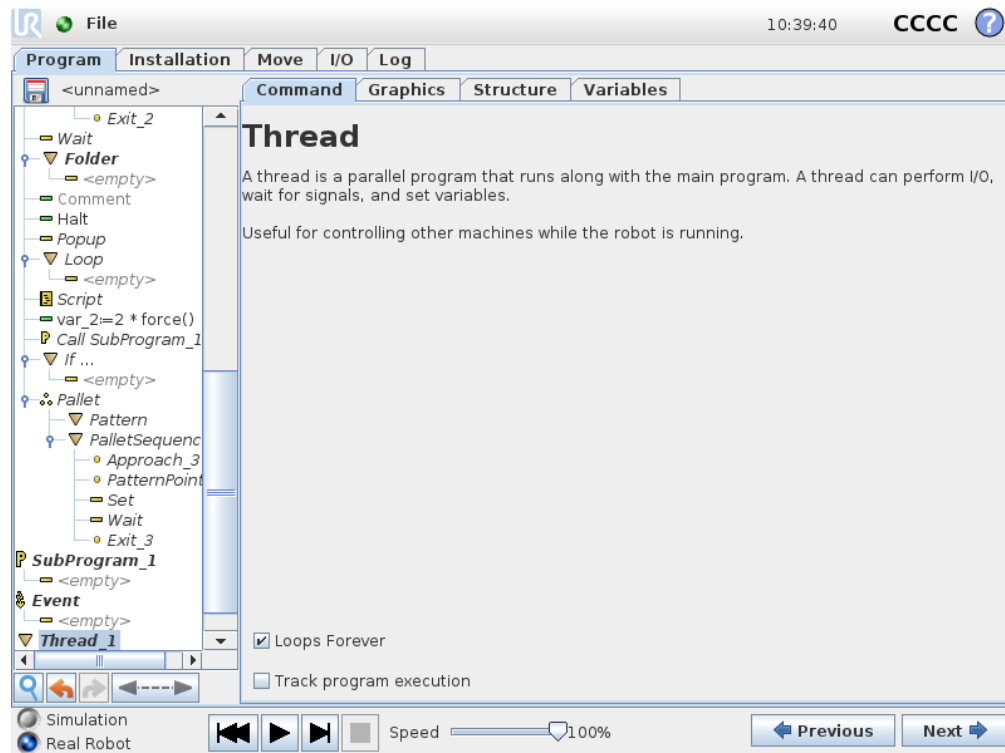 UR File 10:39:40 CCCC ?
Program Installation Move I/O Log
<unnamed>
Command Graphics Structure Variables
Exit_2
Wait
Folder
<empty>
Comment
Halt
Popup
Loop
<empty>
Script
var_2:=2 * force()
P Call SubProgram_1
If ...
<empty>
Pallet
Pattern
PalletSequenc
Approach_3
PatternPoint
Set
Wait
Exit_3
P SubProgram_1
<empty>
Event
<empty>
Thread_1
Thread
A thread is a parallel program that runs along with the main program. A thread can perform I/O,
wait for signals, and set variables.
Useful for controlling other machines while the robot is running.
Loops Forever
Track program execution
Simulation
Real Robot
Speed 100%
Previous Next